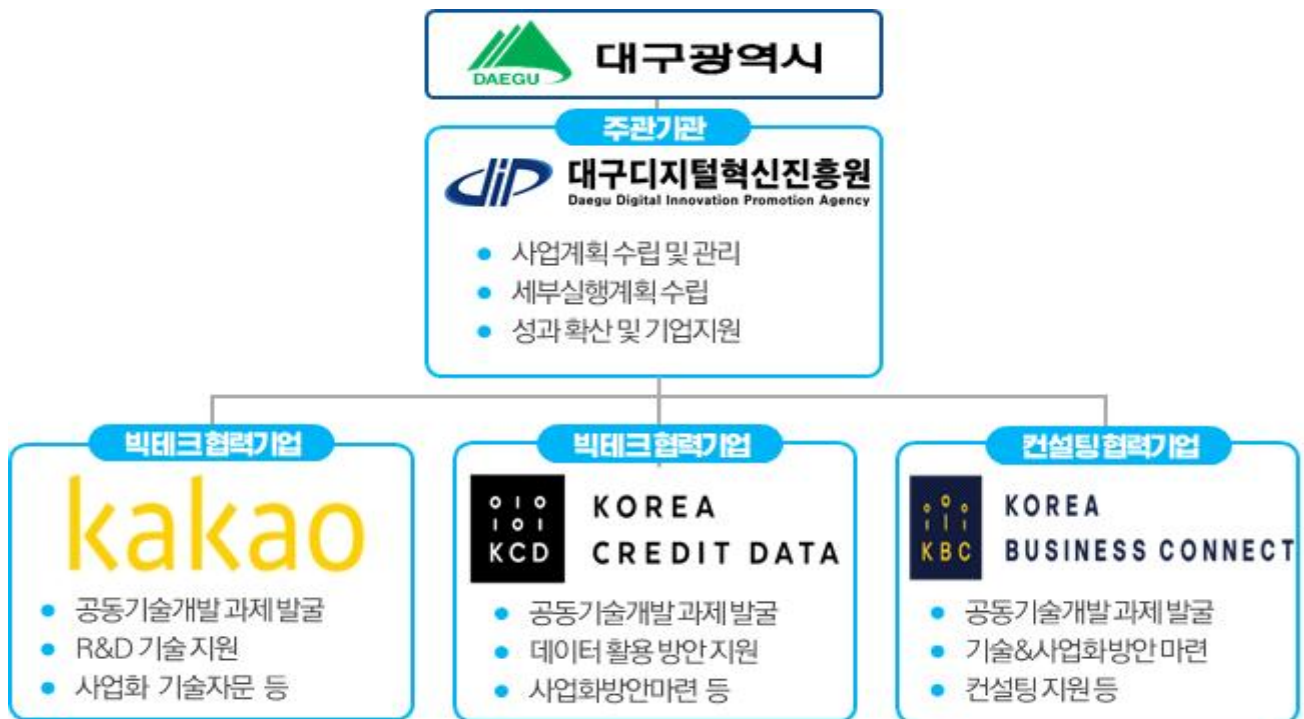 DAEGU
대구광역시
주관기관
dip
대구디지털혁신진흥원
Daegu Digital Innovation Promotion Agency
● 사업계획 수립 및 관리
● 세부실행계획 수립
● 성과 확산 및 기업지원
빅테크 협력기업
kakao
● 공동기술개발 과제 발굴
● R&D 기술 지원
● 사업화 기술자문 등
빅테크 협력기업
KCD
KOREA
CREDIT DATA
● 공동기술개발 과제 발굴
● 데이터 활용 방안 지원
● 사업화방안마련 등
컨설팅 협력기업
KBC
KOREA
BUSINESS CONNECT
● 공동기술개발 과제 발굴
● 기술&사업화방안 마련
● 컨설팅 지원 등